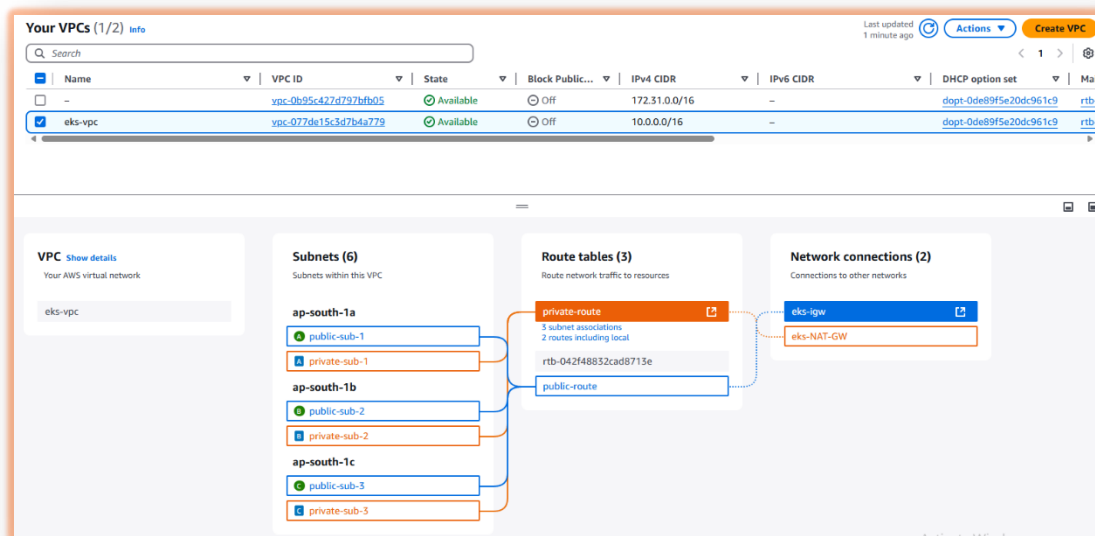 Your VPCs (1/2) Info
Last updated
1 minute ago
Actions
Create VPC
Search
1
Name VPC ID State Block Public... IPv4 CIDR IPv6 CIDR DHCP option set
– vpc-0b95c427d797bfb05 Available Off 172.31.0.0/16 – dopt-0de89f5e20dc961c9
eks-vpc vpc-077de15c3d7b4a779 Available Off 10.0.0.0/16 – dopt-0de89f5e20dc961c9
VPC Show details
Your AWS virtual network
eks-vpc
Subnets (6)
Subnets within this VPC
ap-south-1a
A public-sub-1
A private-sub-1
ap-south-1b
B public-sub-2
B private-sub-2
ap-south-1c
C public-sub-3
C private-sub-3
Route tables (3)
Route network traffic to resources
private-route
3 subnet associations
2 routes including local
rtb-042f48832cad8713e
public-route
Network connections (2)
Connections to other networks
eks-igw
eks-NAT-GW